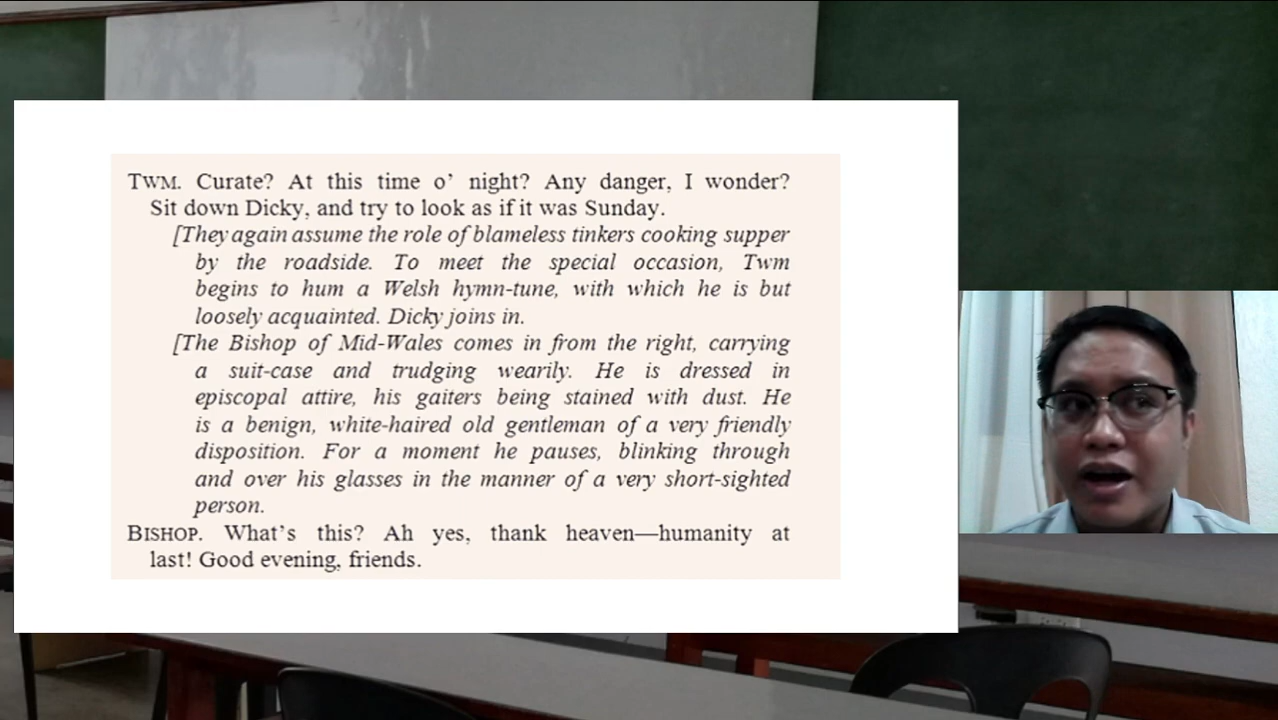 TWM. Curate? At this time o' night? Any danger, I wonder?
Sit down Dicky, and try to look as if it was Sunday.
[They again assume the role of blameless tinkers cooking supper
by the roadside. To meet the special occasion, Twm
begins to hum a Welsh hymn-tune, with which he is but
loosely acquainted. Dicky joins in.
[The Bishop of Mid-Wales comes in from the right, carrying
a suit-case and trudging wearily. He is dressed in
episcopal attire, his gaiters being stained with dust. He
is a benign, white-haired old gentleman of a very friendly
disposition. For a moment he pauses, blinking through
and over his glasses in the manner of a very short-sighted
person.
BISHOP. What's this? Ah yes, thank heaven—humanity at
last! Good evening, friends.